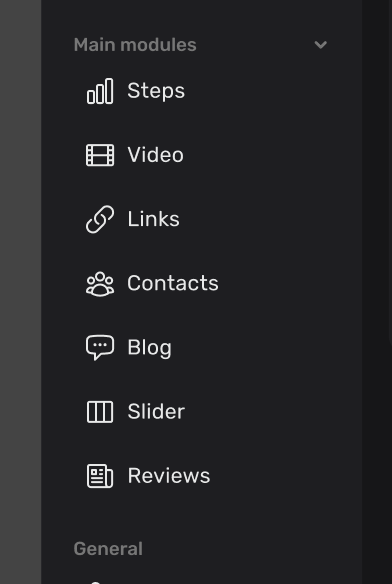 Main modules
Steps
Video
Links
Contacts
Blog
Slider
Reviews
General